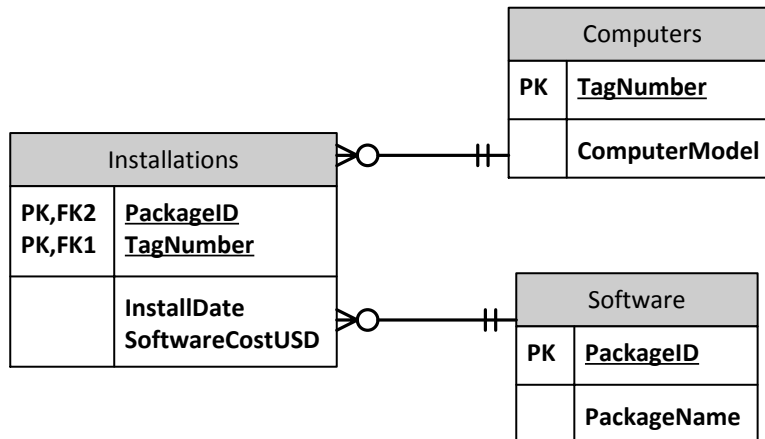 Computers
PK TagNumber
ComputerModel
Installations
PK,FK2 PackageID
PK,FK1 TagNumber
InstallDate
SoftwareCostUSD
Software
PK PackageID
PackageName